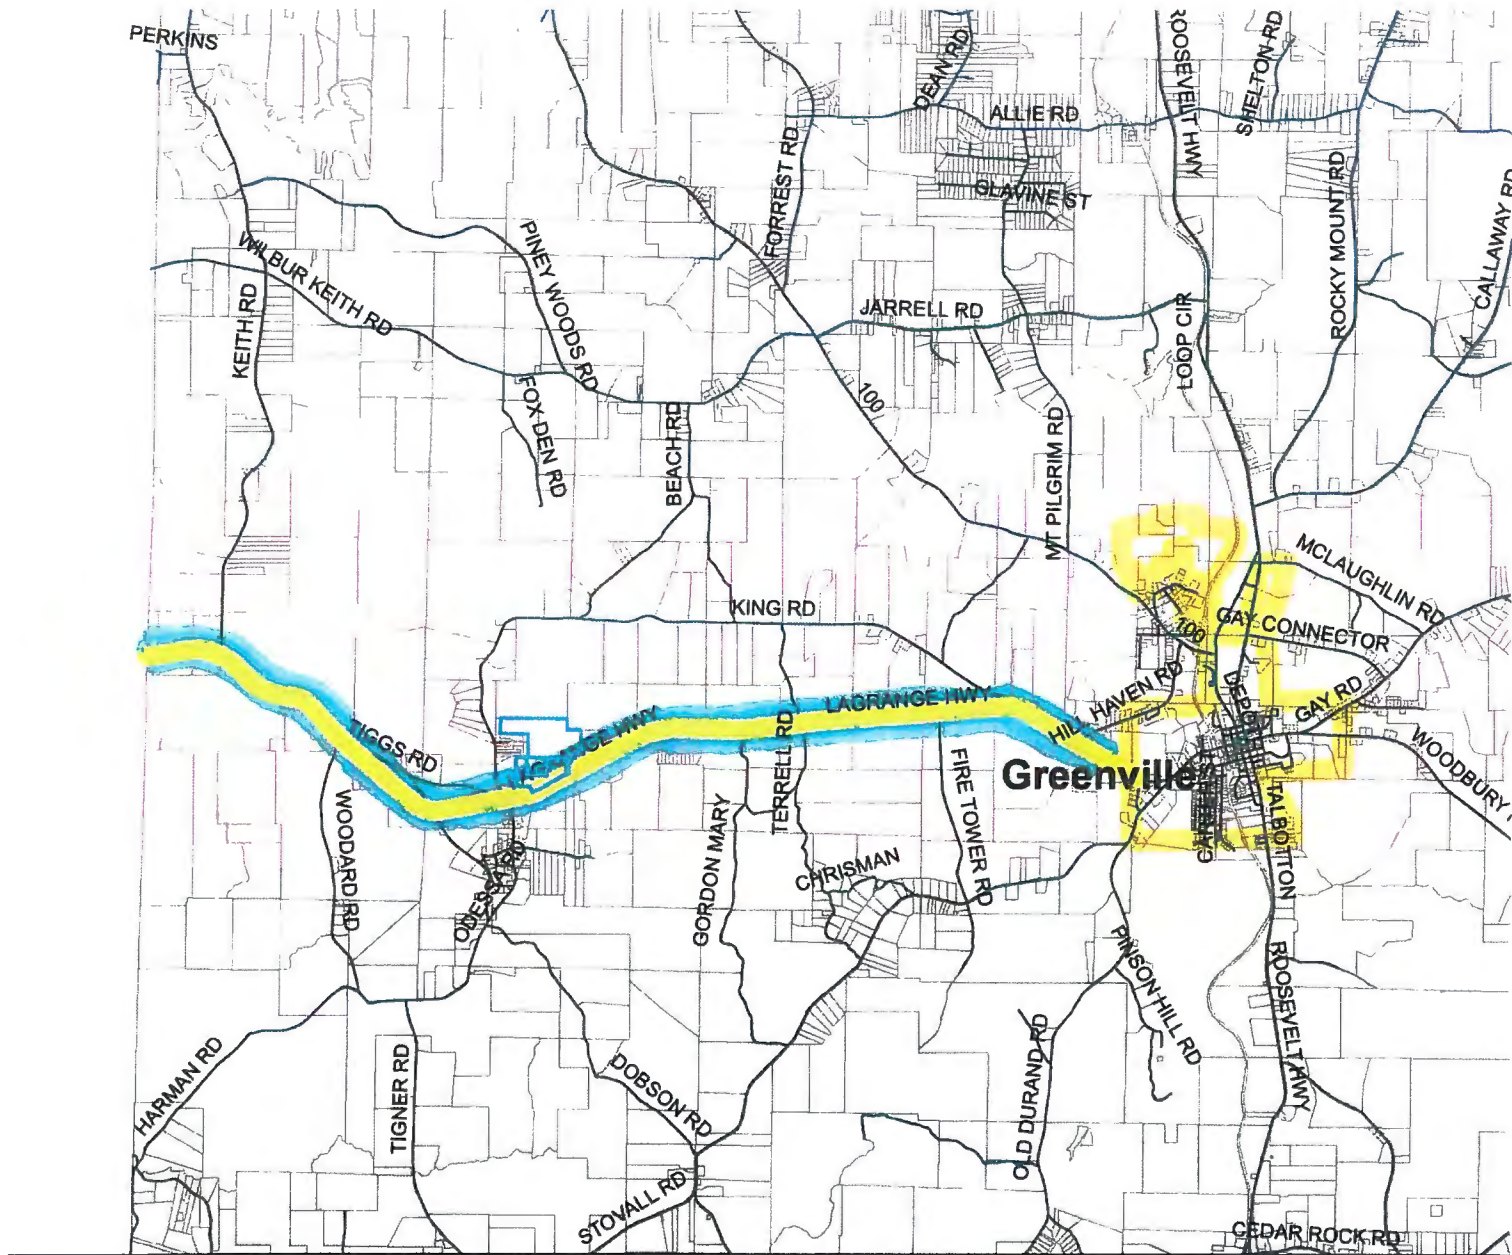 PERKINS
DEAN RD
ROOSEVELT HWY
SHELTON RD
ALLIE RD
FORREST RD
GLAVINE ST
ROCKY MOUNT RD
CALLAWAY RD
WILBUR KEITH RD
PINEY WOODS RD
KEITH RD
JARRELL RD
LOOP CIR
FOX DEN RD
100
BEACH RD
MT PILGRIM RD
MCLAUGHLIN RD
KING RD
100
GAY CONNECTOR
TIGGS RD
LAGRANGE HWY
HILL HAVEN RD
GAY RD
TERRELL RD
WOODBURY
Greenville
WOODARD RD
ODESSA RD
GORDON MARY
CHRISMAN
FIRE TOWER RD
TALBOTTON
PINSON HILL RD
ROOSEVELT HWY
HARMAN RD
TIGNER RD
DOBSON RD
OLD DURAND RD
STOVALL RD
CEDAR ROCK RD